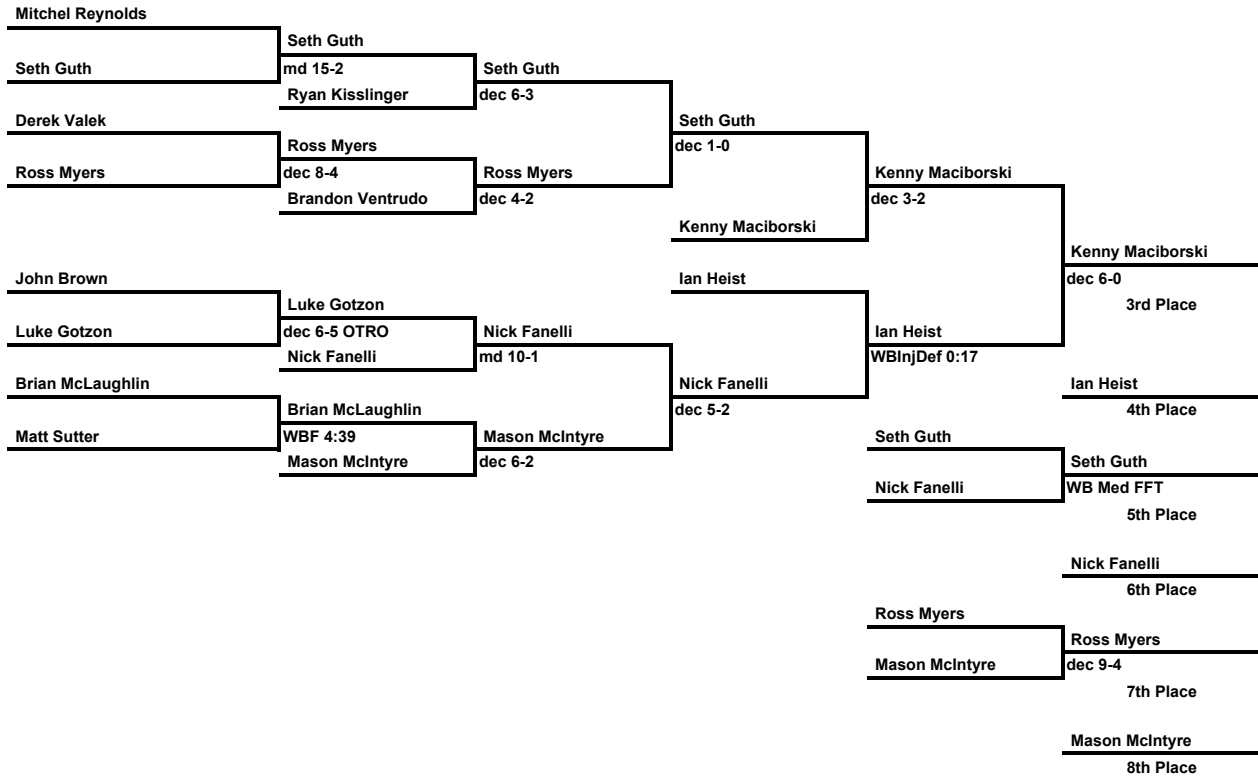 Mitchel Reynolds
Seth Guth
Seth Guth
md 15-2
Seth Guth
Ryan Kisslinger
dec 6-3
Derek Valek
Seth Guth
Ross Myers
dec 1-0
Ross Myers
dec 8-4
Ross Myers
Kenny Maciborski
Brandon Ventrudo
dec 4-2
dec 3-2
Kenny Maciborski
Kenny Maciborski
John Brown
Ian Heist
dec 6-0
Luke Gotzon
3rd Place
Luke Gotzon
dec 6-5 OTRO
Nick Fanelli
Ian Heist
Nick Fanelli
md 10-1
WBInjDef 0:17
Brian McLaughlin
Nick Fanelli
Ian Heist
Brian McLaughlin
dec 5-2
4th Place
Matt Sutter
WBF 4:39
Mason McIntyre
Seth Guth
Mason McIntyre
dec 6-2
Seth Guth
Nick Fanelli
WB Med FFT
5th Place
Nick Fanelli
6th Place
Ross Myers
Ross Myers
Mason McIntyre
dec 9-4
7th Place
Mason McIntyre
8th Place